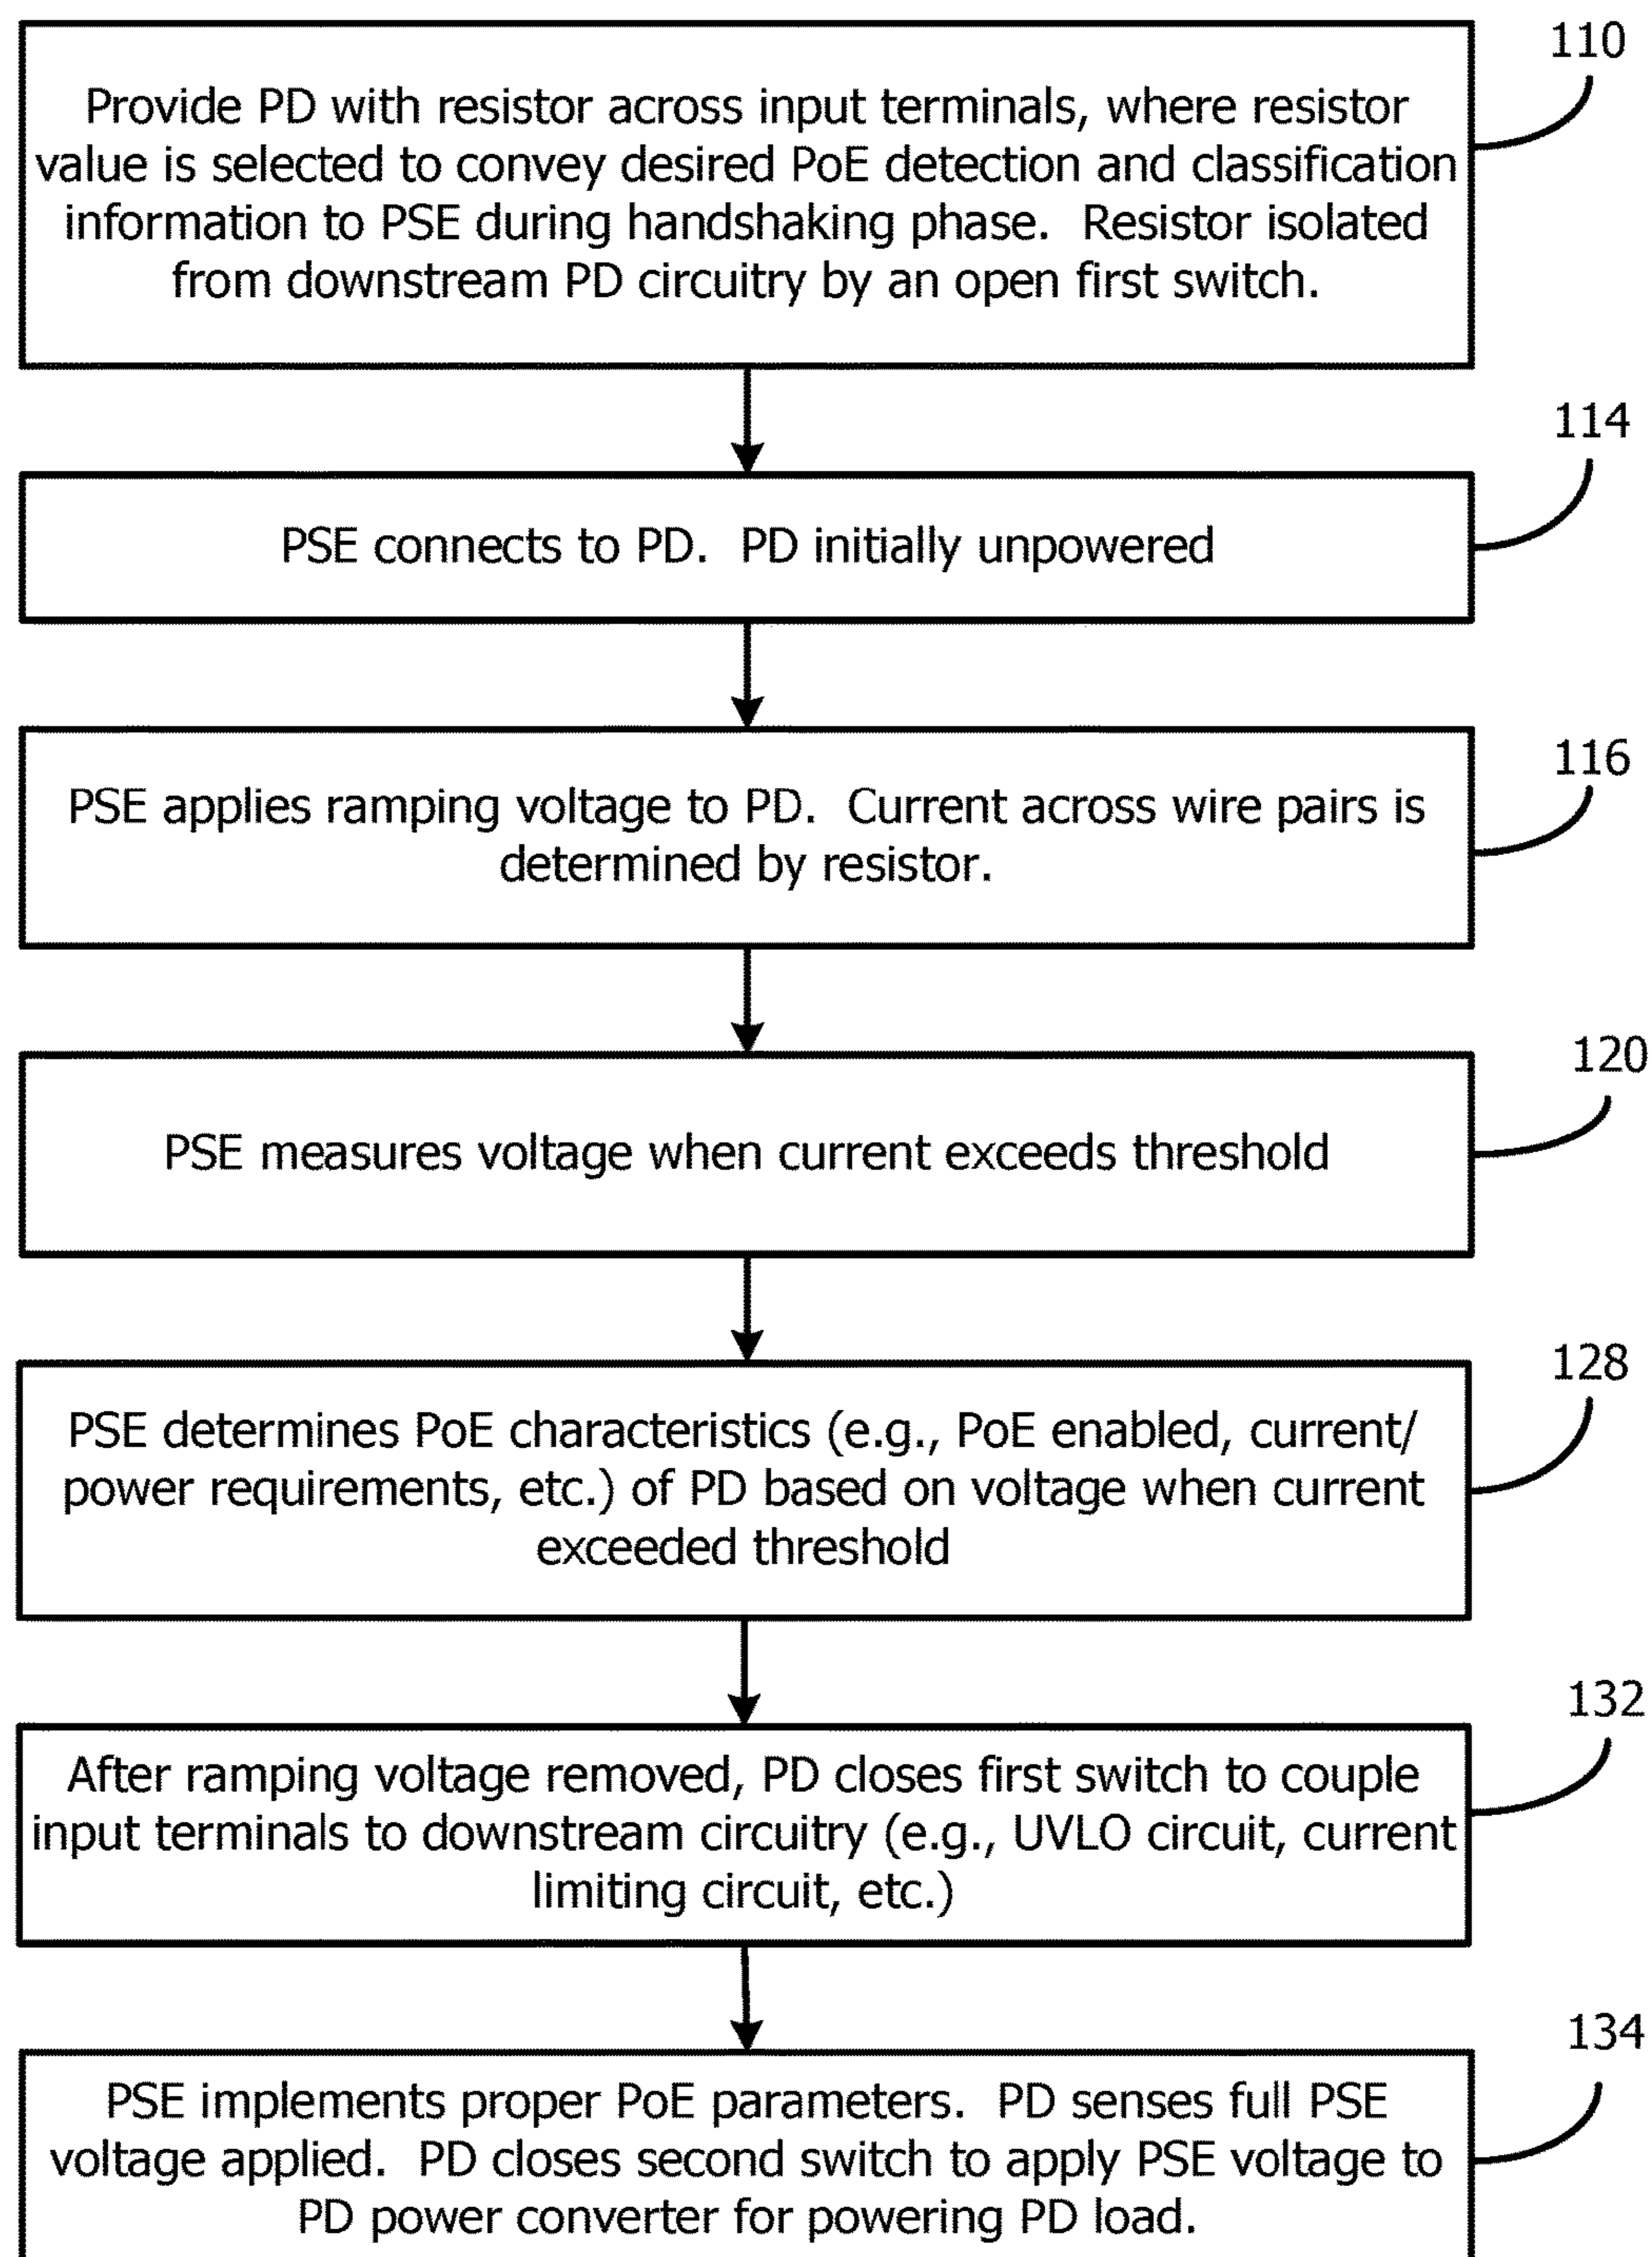 110
Provide PD with resistor across input terminals, where resistor
value is selected to convey desired PoE detection and classification
information to PSE during handshaking phase.  Resistor isolated
from downstream PD circuitry by an open first switch.
114
PSE connects to PD.  PD initially unpowered
116
PSE applies ramping voltage to PD.  Current across wire pairs is
determined by resistor.
120
PSE measures voltage when current exceeds threshold
128
PSE determines PoE characteristics (e.g., PoE enabled, current/
power requirements, etc.) of PD based on voltage when current
exceeded threshold
132
After ramping voltage removed, PD closes first switch to couple
input terminals to downstream circuitry (e.g., UVLO circuit, current
limiting circuit, etc.)
134
PSE implements proper PoE parameters.  PD senses full PSE
voltage applied.  PD closes second switch to apply PSE voltage to
PD power converter for powering PD load.